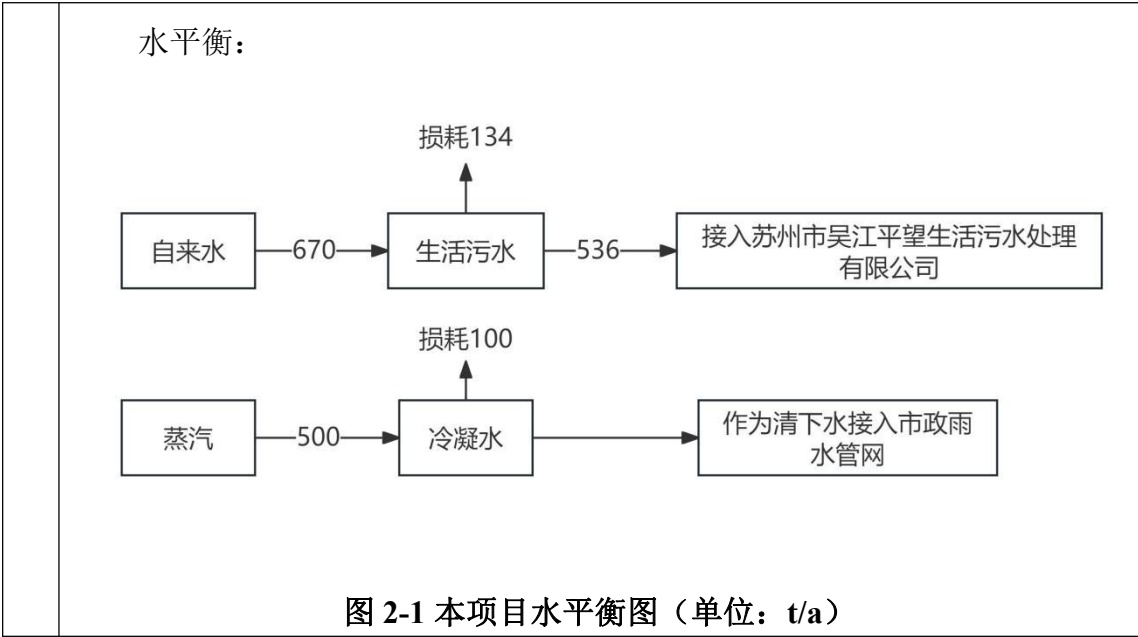 水平衡：
损耗134
自来水
670
生活污水
536
接入苏州市吴江平望生活污水处理
有限公司
损耗100
蒸汽
500
冷凝水
作为清下水接入市政雨
水管网
图 2-1 本项目水平衡图（单位：t/a）